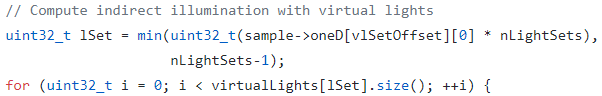 // Compute indirect illumination with virtual lights
uint32_t lSet = min(uint32_t(sample->oneD[vlSetOffset][0] * nLightSets),
nLightSets-1);
for (uint32_t i = 0; i < virtualLights[lSet].size(); ++i) {